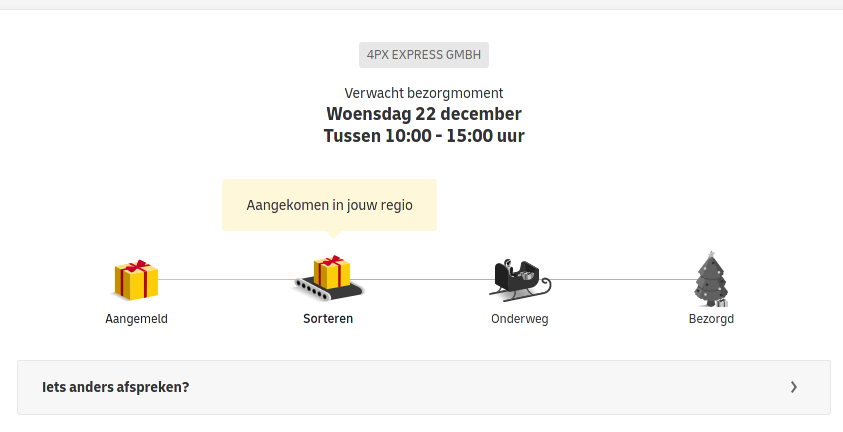 4PX EXPRESS GMBH
Verwacht bezorgmoment
Woensdag 22 december
Tussen 10:00 - 15:00 uur
Aangekomen in jouw regio
Aangemeld
Sorteren
Onderweg
Bezorgd
Iets anders afspreken?